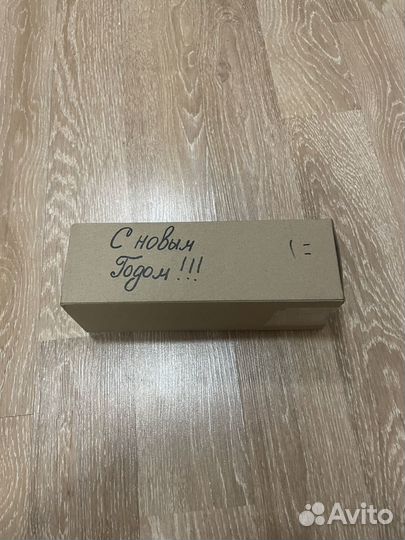 С новым
Годом!!!
(=
Avito